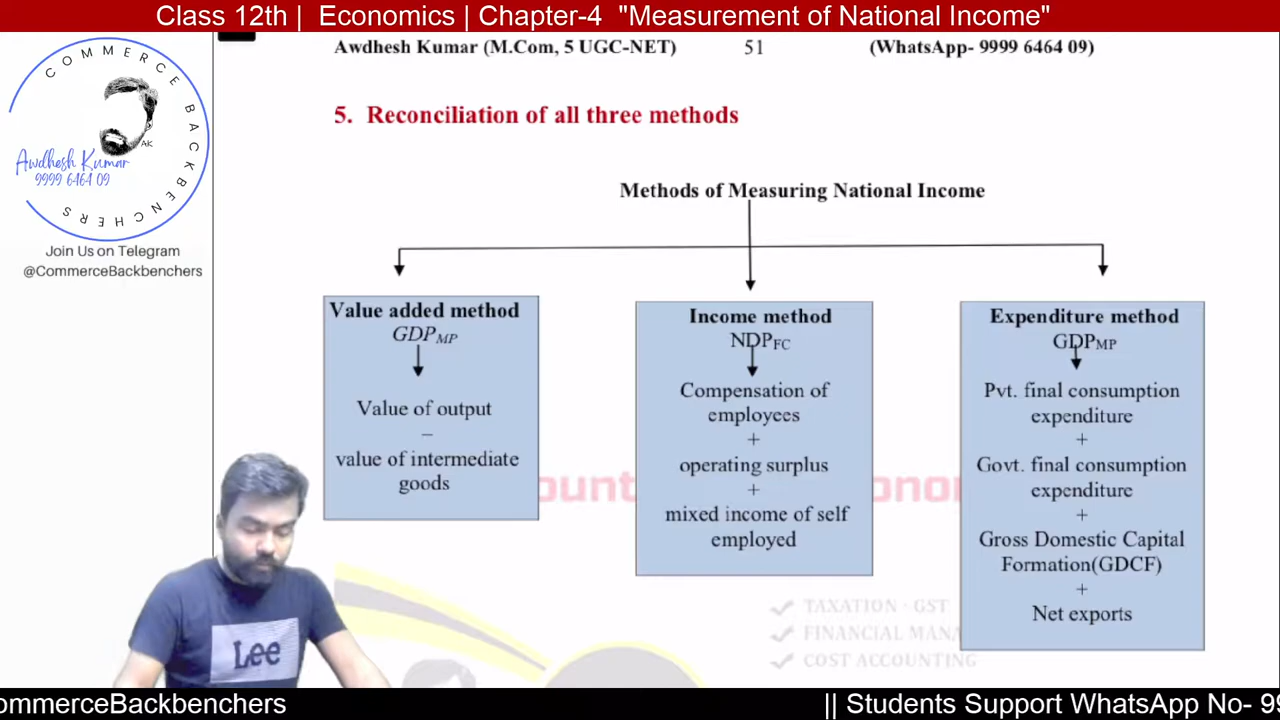 Class 12th | Economics | Chapter-4 "Measurement of National Income"
Awdhesh Kumar (M.Com, 5 UGC-NET) 51 (WhatsApp- 9999 6464 09)
COMMERCE BACKBENCHERS
AK
Awdhesh Kumar
9999 6464 09
Join Us on Telegram
@CommerceBackbenchers
5. Reconciliation of all three methods
Methods of Measuring National Income
Value added method
GDPMP
Value of output
–
value of intermediate
goods
Income method
NDPFC
Compensation of
employees
+
operating surplus
+
mixed income of self
employed
Expenditure method
GDPMP
Pvt. final consumption
expenditure
+
Govt. final consumption
expenditure
+
Gross Domestic Capital
Formation(GDCF)
+
Net exports
TAXATION - GST
COST ACCOUNTING
Lee
ommerceBackbenchers || Students Support WhatsApp No- 99